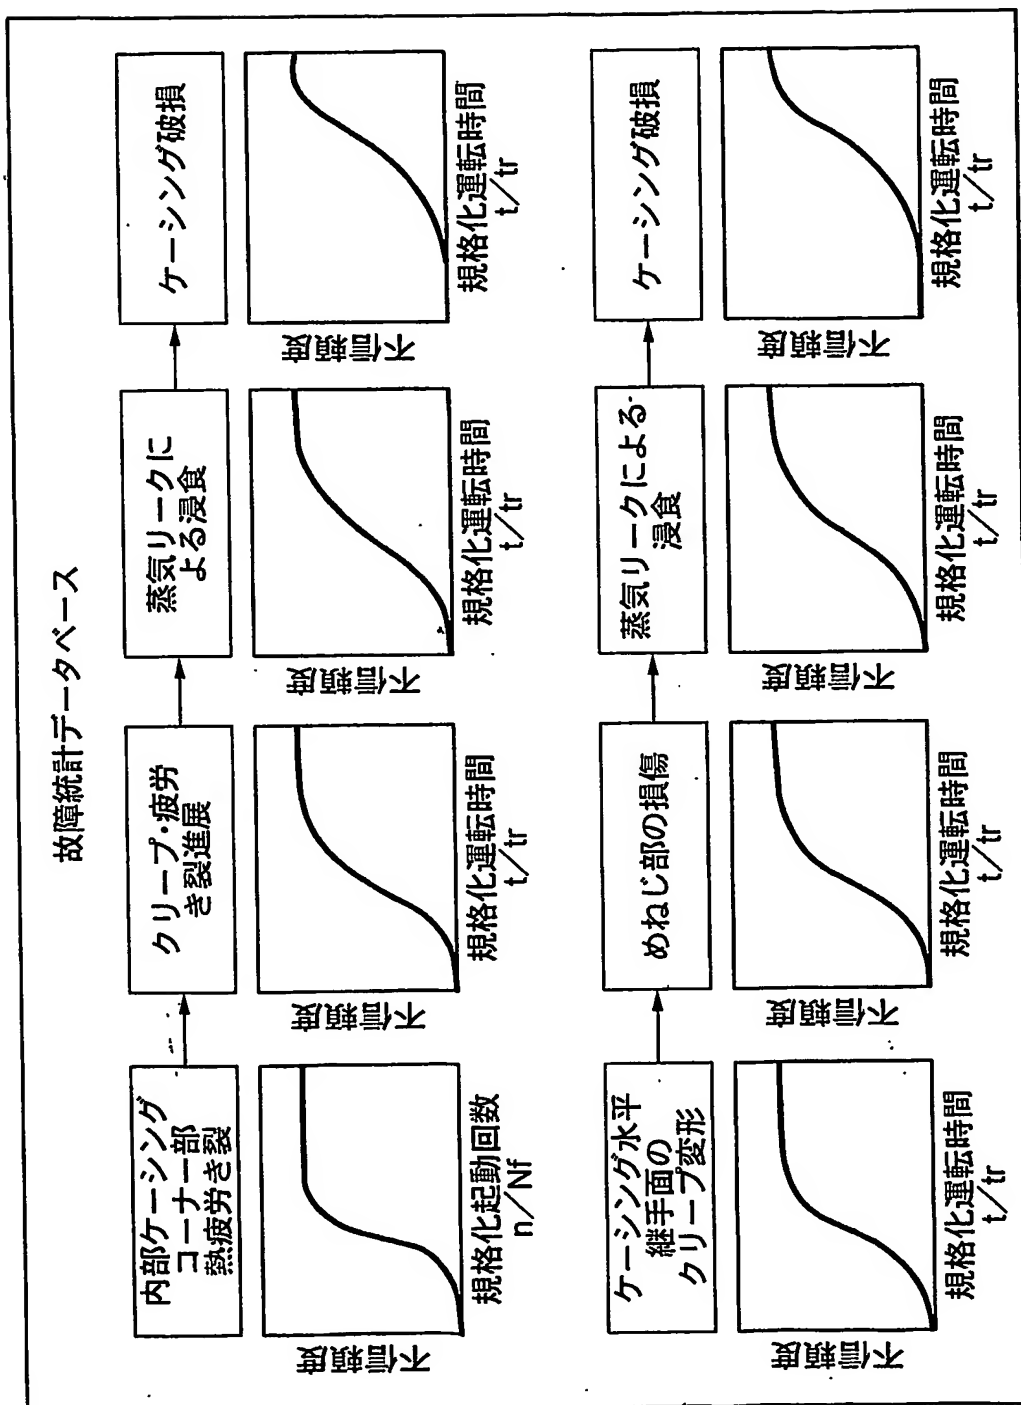 故障統計データベース
内部ケーシング
コーナー部
熱疲労き裂
不信頼度
規格化起動回数
n/Nf
クリープ・疲労
き裂進展
不信頼度
規格化運転時間
t/tr
蒸気リークに
よる浸食
不信頼度
規格化運転時間
t/tr
ケーシング破損
不信頼度
規格化運転時間
t/tr
ケーシング水平
継手面の
クリープ変形
不信頼度
規格化運転時間
t/tr
めねじ部の損傷
不信頼度
規格化運転時間
t/tr
蒸気リークによる
浸食
不信頼度
規格化運転時間
t/tr
ケーシング破損
不信頼度
規格化運転時間
t/tr